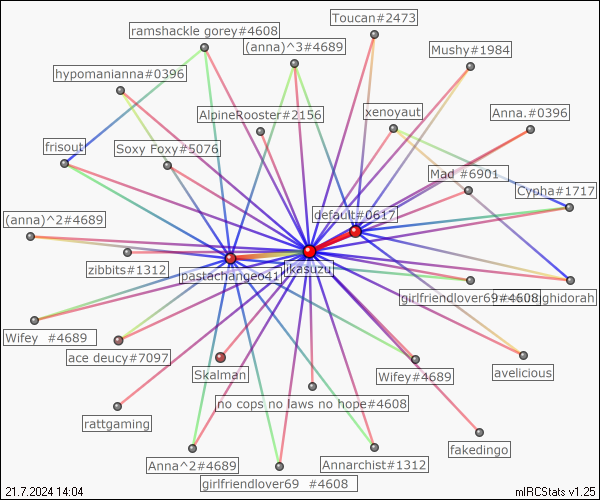 Toucan#2473
ramshackle gorey#4608
(anna)^3#4689
Mushy#1984
hypomanianna#0396
AlpineRooster#2156
xenoyaut
Anna.#0396
frisout
Soxy Foxy#5076
Mad #6901
Cypha#1717
(anna)^2#4689
default#0617
zibbits#1312
pastachangeo41
ikasuzu
girlfriendlover69
#4608
ghidorah
Wifey  #4689
ace deucy#7097
Skalman
Wifey#4689
avelicious
no cops no laws no hope#4608
rattgaming
fakedingo
Anna^2#4689
Annarchist#1312
girlfriendlover69  #4608
21.7.2024 14:04
mIRCStats v1.25